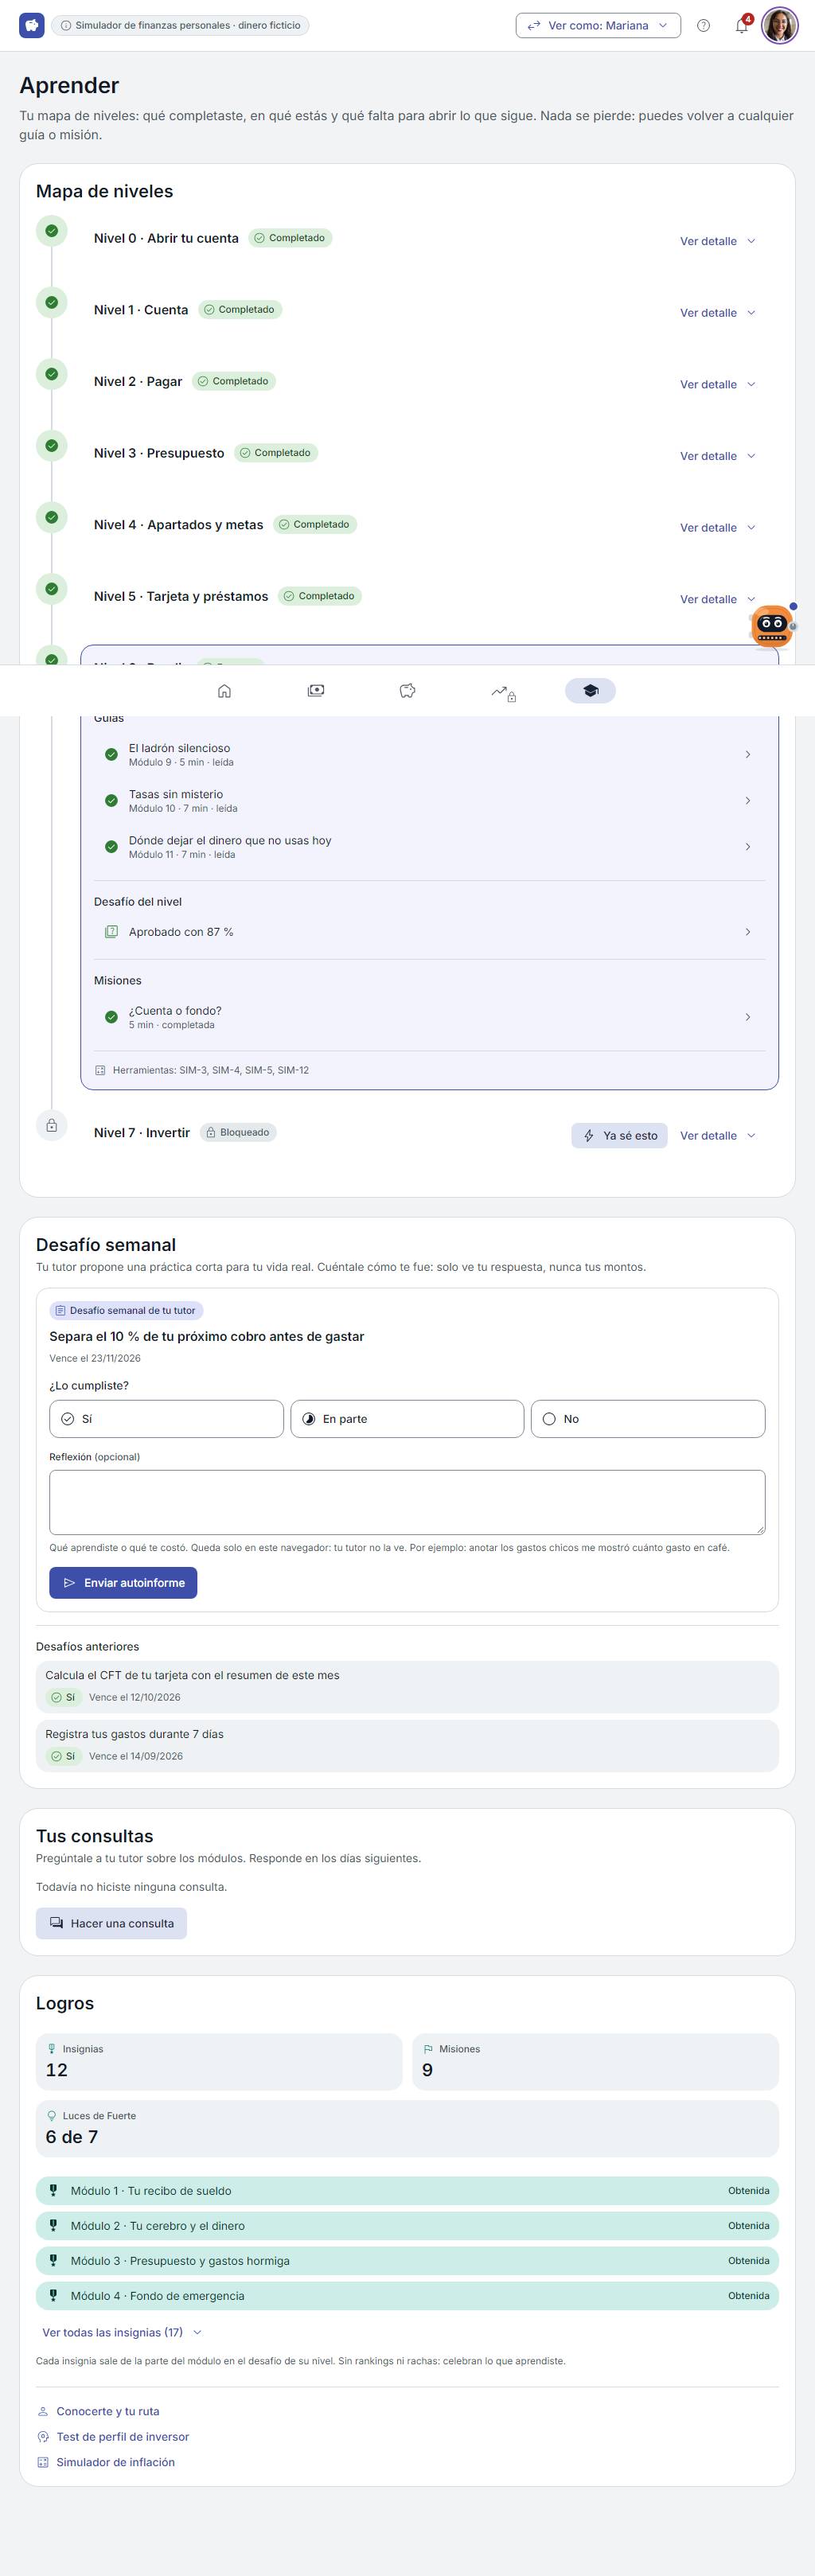 Simulador de finanzas personales · dinero ficticio
Ver como: Mariana
4
Aprender
Tu mapa de niveles: qué completaste, en qué estás y qué falta para abrir lo que sigue. Nada se pierde: puedes volver a cualquier
guía o misión.
Mapa de niveles
Nivel 0 · Abrir tu cuenta
Completado
Ver detalle
Nivel 1 · Cuenta
Completado
Ver detalle
Nivel 2 · Pagar
Completado
Ver detalle
Nivel 3 · Presupuesto
Completado
Ver detalle
Nivel 4 · Apartados y metas
Completado
Ver detalle
Nivel 5 · Tarjeta y préstamos
Completado
Ver detalle
Guías
El ladrón silencioso
Módulo 9 · 5 min · leída
Tasas sin misterio
Módulo 10 · 7 min · leída
Dónde dejar el dinero que no usas hoy
Módulo 11 · 7 min · leída
Desafío del nivel
Aprobado con 87 %
Misiones
¿Cuenta o fondo?
5 min · completada
Herramientas: SIM-3, SIM-4, SIM-5, SIM-12
Nivel 7 · Invertir
Bloqueado
Ya sé esto
Ver detalle
Desafío semanal
Tu tutor propone una práctica corta para tu vida real. Cuéntale cómo te fue: solo ve tu respuesta, nunca tus montos.
Desafío semanal de tu tutor
Separa el 10 % de tu próximo cobro antes de gastar
Vence el 23/11/2026
¿Lo cumpliste?
Sí
En parte
No
Reflexión (opcional)
Qué aprendiste o qué te costó. Queda solo en este navegador: tu tutor no la ve. Por ejemplo: anotar los gastos chicos me mostró cuánto gasto en café.
Enviar autoinforme
Desafíos anteriores
Calcula el CFT de tu tarjeta con el resumen de este mes
Sí
Vence el 12/10/2026
Registra tus gastos durante 7 días
Sí
Vence el 14/09/2026
Tus consultas
Pregúntale a tu tutor sobre los módulos. Responde en los días siguientes.
Todavía no hiciste ninguna consulta.
Hacer una consulta
Logros
Insignias
12
Misiones
9
Luces de Fuerte
6 de 7
Módulo 1 · Tu recibo de sueldo
Obtenida
Módulo 2 · Tu cerebro y el dinero
Obtenida
Módulo 3 · Presupuesto y gastos hormiga
Obtenida
Módulo 4 · Fondo de emergencia
Obtenida
Ver todas las insignias (17)
Cada insignia sale de la parte del módulo en el desafío de su nivel. Sin rankings ni rachas: celebran lo que aprendiste.
Conocerte y tu ruta
Test de perfil de inversor
Simulador de inflación